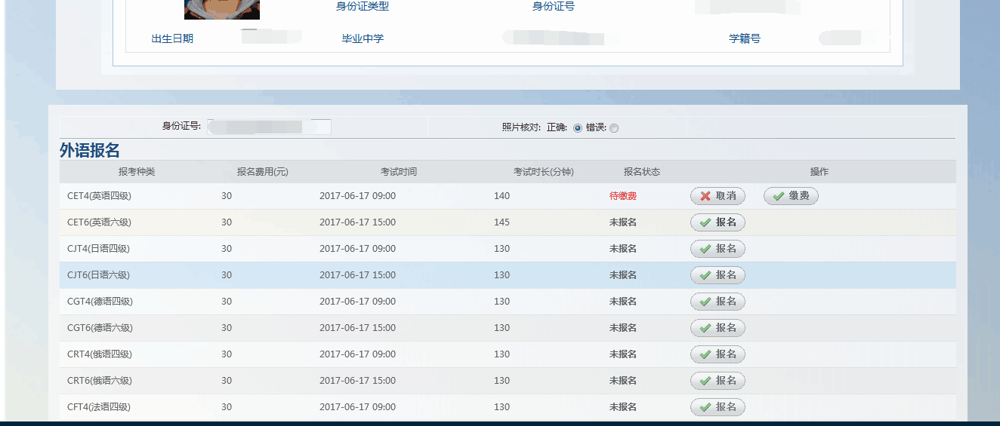 身份证类型 身份证号
出生日期 毕业中学 学籍号
身份证号: 照片核对: 正确: 错误:
外语报名
报考种类 报名费用(元) 考试时间 考试时长(分钟) 报名状态 操作
CET4(英语四级) 30 2017-06-17 09:00 140 待缴费 取消 缴费
CET6(英语六级) 30 2017-06-17 15:00 145 未报名 报名
CJT4(日语四级) 30 2017-06-17 09:00 130 未报名 报名
CJT6(日语六级) 30 2017-06-17 15:00 130 未报名 报名
CGT4(德语四级) 30 2017-06-17 09:00 130 未报名 报名
CGT6(德语六级) 30 2017-06-17 15:00 130 未报名 报名
CRT4(俄语四级) 30 2017-06-17 09:00 130 未报名 报名
CRT6(俄语六级) 30 2017-06-17 15:00 130 未报名 报名
CFT4(法语四级) 30 2017-06-17 09:00 130 未报名 报名